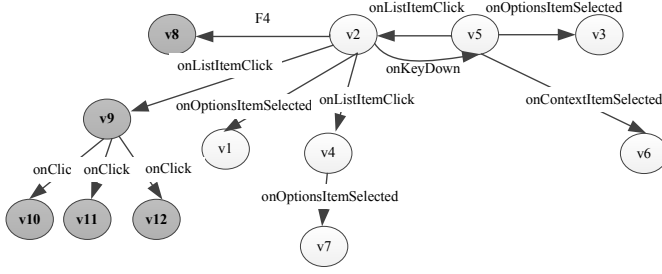 onListItemClick
onOptionsItemSelected
F4
v8
v2
v5
v3
onKeyDown
onListItemClick
onOptionsItemSelected
onListItemClick
onContextItemSelected
v9
v1
v4
v6
onClic
onClick
onClick
onOptionsItemSelected
v10
v11
v12
v7